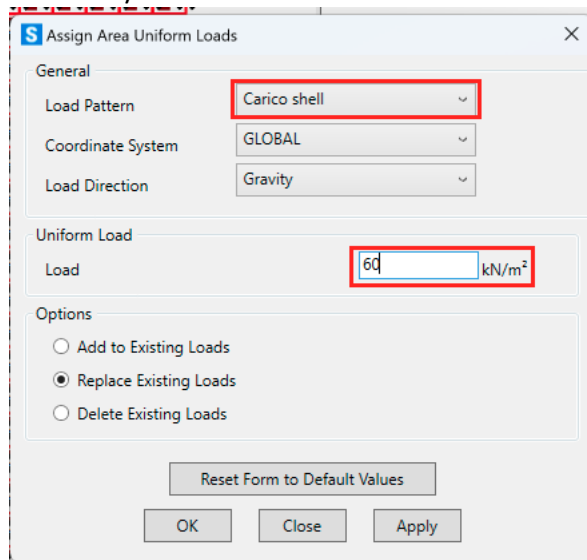 S Assign Area Uniform Loads
General
Load Pattern Carico shell
Coordinate System GLOBAL
Load Direction Gravity
Uniform Load
Load 60 kN/m²
Options
Add to Existing Loads
Replace Existing Loads
Delete Existing Loads
Reset Form to Default Values
OK Close Apply